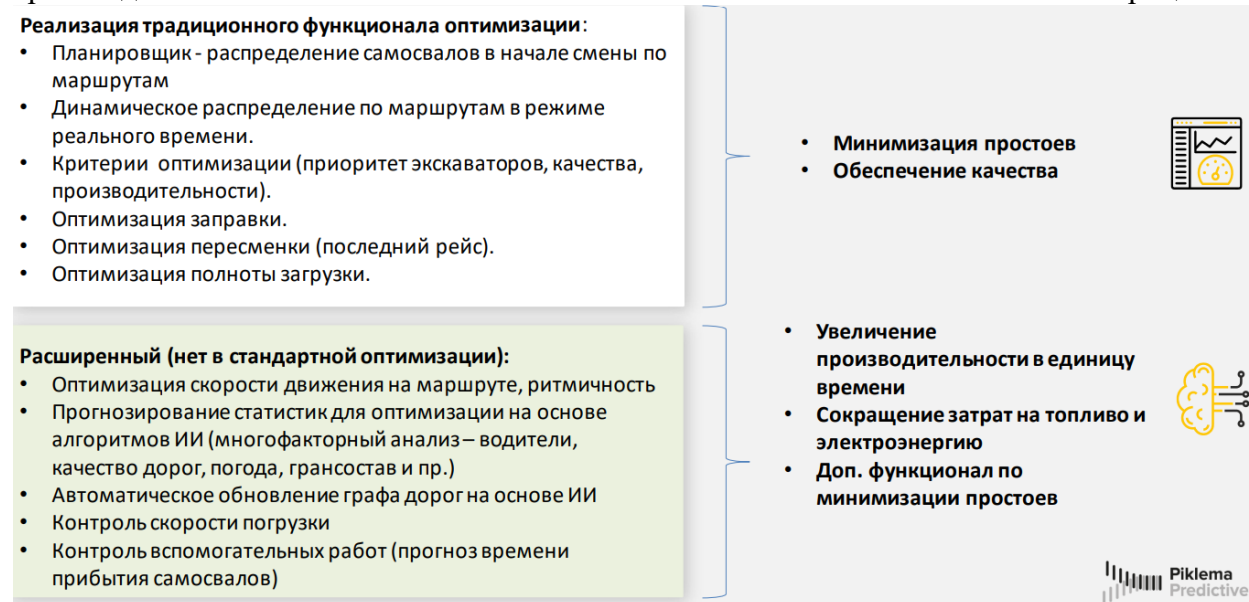 Реализация традиционного функционала оптимизации:
• Планировщик - распределение самосвалов в начале смены по
маршрутам
• Динамическое распределение по маршрутам в режиме
реального времени.
• Критерии оптимизации (приоритет экскаваторов, качества,
производительности).
• Оптимизация заправки.
• Оптимизация пересменки (последний рейс).
• Оптимизация полноты загрузки.
• Минимизация простоев
• Обеспечение качества
Расширенный (нет в стандартной оптимизации):
• Оптимизация скорости движения на маршруте, ритмичность
• Прогнозирование статистик для оптимизации на основе
алгоритмов ИИ (многофакторный анализ – водители,
качество дорог, погода, грансостав и пр.)
• Автоматическое обновление графа дорог на основе ИИ
• Контроль скорости погрузки
• Контроль вспомогательных работ (прогноз времени
прибытия самосвалов)
• Увеличение
производительности в единицу
времени
• Сокращение затрат на топливо и
электроэнергию
• Доп. функционал по
минимизации простоев
Piklema
Predictive